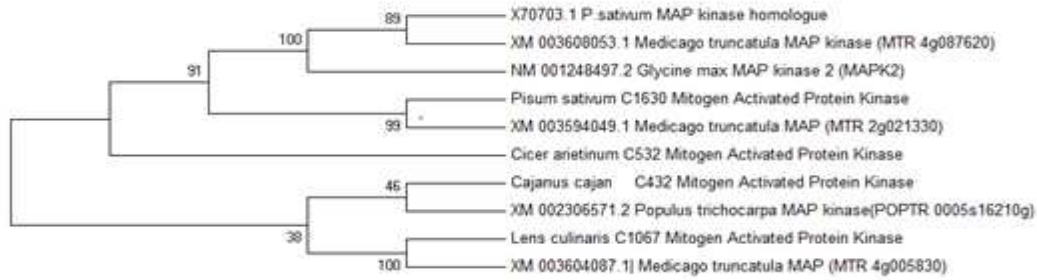 89
X70703.1 P.sativum MAP kinase homologue
100
XM 003608053.1 Medicago truncatula MAP kinase (MTR 4g087620)
91
NM 001248497.2 Glycine max MAP kinase 2 (MAPK2)
Pisum sativum C1630 Mitogen Activated Protein Kinase
99
XM 003594049.1 Medicago truncatula MAP (MTR 2g021330)
Cicer arietinum C532 Mitogen Activated Protein Kinase
46
Cajanus cajan C432 Mitogen Activated Protein Kinase
XM 002306571.2 Populus trichocarpa MAP kinase(POPTR 0005s16210g)
38
Lens culinaris C1067 Mitogen Activated Protein Kinase
100
XM 003604087.1| Medicago truncatula MAP (MTR 4g005830)